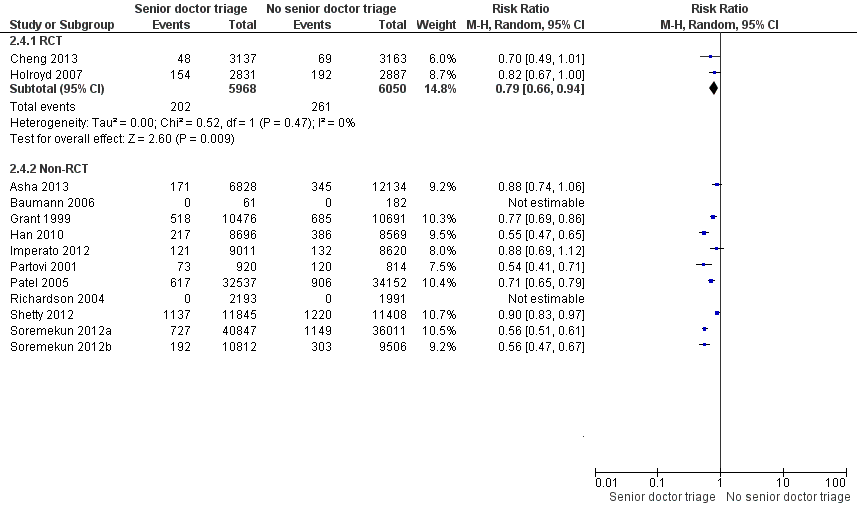 Senior doctor triage No senior doctor triage Risk Ratio Risk Ratio
Study or Subgroup Events Total Events Total Weight M-H, Random, 95% CI M-H, Random, 95% CI
2.4.1 RCT
Cheng 2013 48 3137 69 3163 6.0% 0.70 [0.49, 1.01]
Holroyd 2007 154 2831 192 2887 8.7% 0.82 [0.67, 1.00]
Subtotal (95% CI) 5968 6050 14.8% 0.79 [0.66, 0.94]
Total events 202 261
Heterogeneity: Tau² = 0.00; Chi² = 0.52, df = 1 (P = 0.47); I² = 0%
Test for overall effect: Z = 2.60 (P = 0.009)
2.4.2 Non-RCT
Asha 2013 171 6828 345 12134 9.2% 0.88 [0.74, 1.06]
Baumann 2006 0 61 0 182 Not estimable
Grant 1999 518 10476 685 10691 10.3% 0.77 [0.69, 0.86]
Han 2010 217 8696 386 8569 9.5% 0.55 [0.47, 0.65]
Imperato 2012 121 9011 132 8620 8.0% 0.88 [0.69, 1.12]
Partovi 2001 73 920 120 814 7.5% 0.54 [0.41, 0.71]
Patel 2005 617 32537 906 34152 10.4% 0.71 [0.65, 0.79]
Richardson 2004 0 2193 0 1991 Not estimable
Shetty 2012 1137 11845 1220 11408 10.7% 0.90 [0.83, 0.97]
Soremekun 2012a 727 40847 1149 36011 10.5% 0.56 [0.51, 0.61]
Soremekun 2012b 192 10812 303 9506 9.2% 0.56 [0.47, 0.67]
0.01 0.1 1 10 100
Senior doctor triage No senior doctor triage